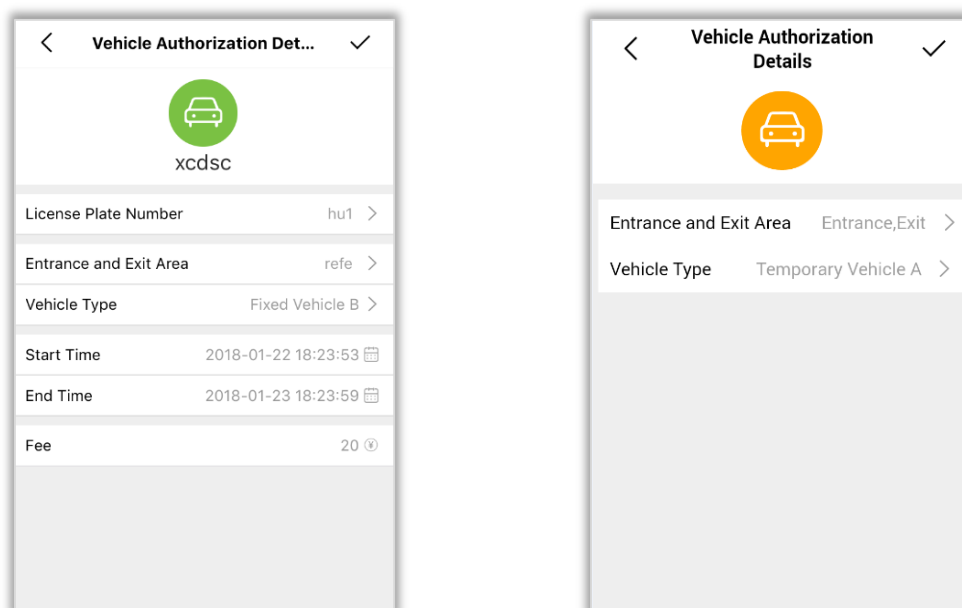 Vehicle Authorization Det...
xcdsc
License Plate Number hu1
Entrance and Exit Area refe
Vehicle Type Fixed Vehicle B
Start Time 2018-01-22 18:23:53
End Time 2018-01-23 18:23:59
Fee 20 ¥
Vehicle Authorization
Details
Entrance and Exit Area Entrance,Exit
Vehicle Type Temporary Vehicle A